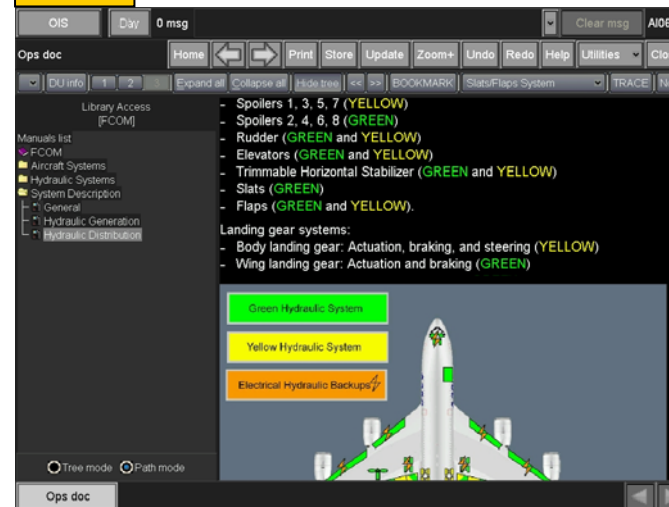 OIS Day 0 msg Clear msg
Ops doc Home Print Store Update Zoom+ Undo Redo Help Utilities
DU info 1 2 3 Expand all Collapse all Hide tree << >> BOOKMARK Slats/Flaps System TRACE
Library Access
[FCOM]
Manuals list
FCOM
Aircraft Systems
Hydraulic Systems
System Description
General
Hydraulic Generation
Hydraulic Distribution
Tree mode Path mode
- Spoilers 1, 3, 5, 7 (YELLOW)
- Spoilers 2, 4, 6, 8 (GREEN)
- Rudder (GREEN and YELLOW)
- Elevators (GREEN and YELLOW)
- Trimmable Horizontal Stabilizer (GREEN and YELLOW)
- Slats (GREEN)
- Flaps (GREEN and YELLOW).
Landing gear systems:
- Body landing gear: Actuation, braking, and steering (YELLOW)
- Wing landing gear: Actuation and braking (GREEN)
Green Hydraulic System
Yellow Hydraulic System
Electrical Hydraulic Backups
Ops doc